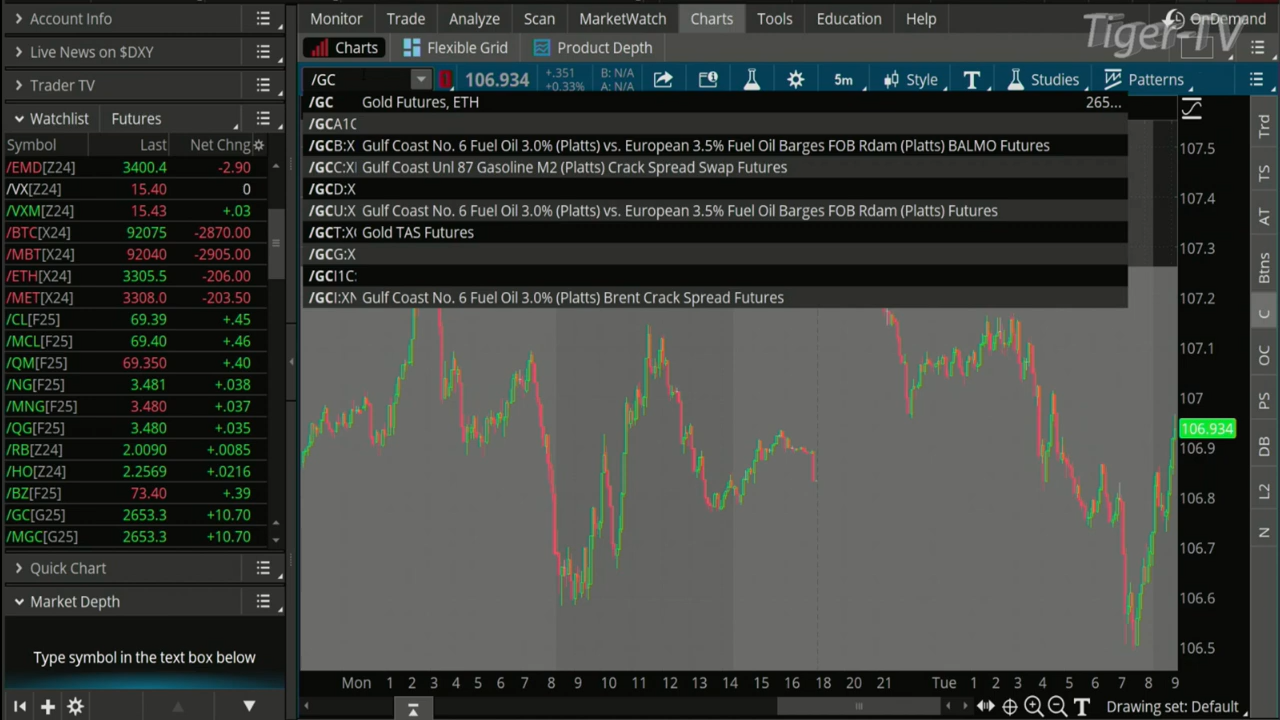 Account Info
Live News on $DXY
Trader TV
Watchlist Futures
Symbol Last Net Chng
/EMD[Z24] 3400.4 -2.90
/VX[Z24] 15.40 0
/VXM[Z24] 15.43 +.03
/BTC[X24] 92075 -2870.00
/MBT[X24] 92040 -2905.00
/ETH[X24] 3305.5 -206.00
/MET[X24] 3308.0 -203.50
/CL[F25] 69.39 +.45
/MCL[F25] 69.40 +.46
/QM[F25] 69.350 +.40
/NG[F25] 3.481 +.038
/MNG[F25] 3.480 +.037
/QG[F25] 3.480 +.035
/RB[Z24] 2.0090 +.0085
/HO[Z24] 2.2569 +.0216
/BZ[F25] 73.40 +.39
/GC[G25] 2653.3 +10.70
/MGC[G25] 2653.3 +10.70
Quick Chart
Market Depth
Type symbol in the text box below
Monitor Trade Analyze Scan MarketWatch Charts Tools Education Help OnDemand
Tiger-TV
Charts Flexible Grid Product Depth
/GC 106.934 +.351 B: N/A 5m Style Studies Patterns
+0.33% A: N/A
/GC Gold Futures, ETH 265...
/GCA1C
/GCB:X Gulf Coast No. 6 Fuel Oil 3.0% (Platts) vs. European 3.5% Fuel Oil Barges FOB Rdam (Platts) BALMO Futures
/GCC:X Gulf Coast Unl 87 Gasoline M2 (Platts) Crack Spread Swap Futures
/GCD:X
/GCU:X Gulf Coast No. 6 Fuel Oil 3.0% (Platts) vs. European 3.5% Fuel Oil Barges FOB Rdam (Platts) Futures
/GCT:X Gold TAS Futures
/GCG:X
/GCI1C:
/GCI:XN Gulf Coast No. 6 Fuel Oil 3.0% (Platts) Brent Crack Spread Futures
107.5
107.4
107.3
107.2
107.1
107
106.934
106.9
106.8
106.7
106.6
106.5
Mon 1 2 3 4 5 6 7 8 9 10 11 12 13 14 15 16 18 20 21 Tue 1 2 3 4 5 6 7 8 9
Drawing set: Default
Trd
TS
AT
Btns
C
OC
PS
DB
L2
N